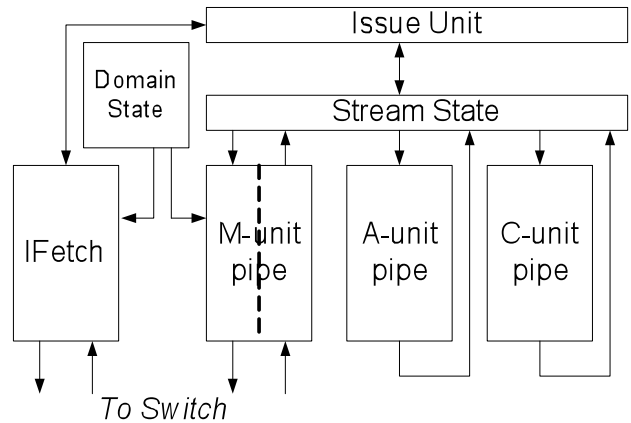 Issue Unit
Domain
State
Stream State
IFetch
M-unit
pipe
A-unit
pipe
C-unit
pipe
To Switch